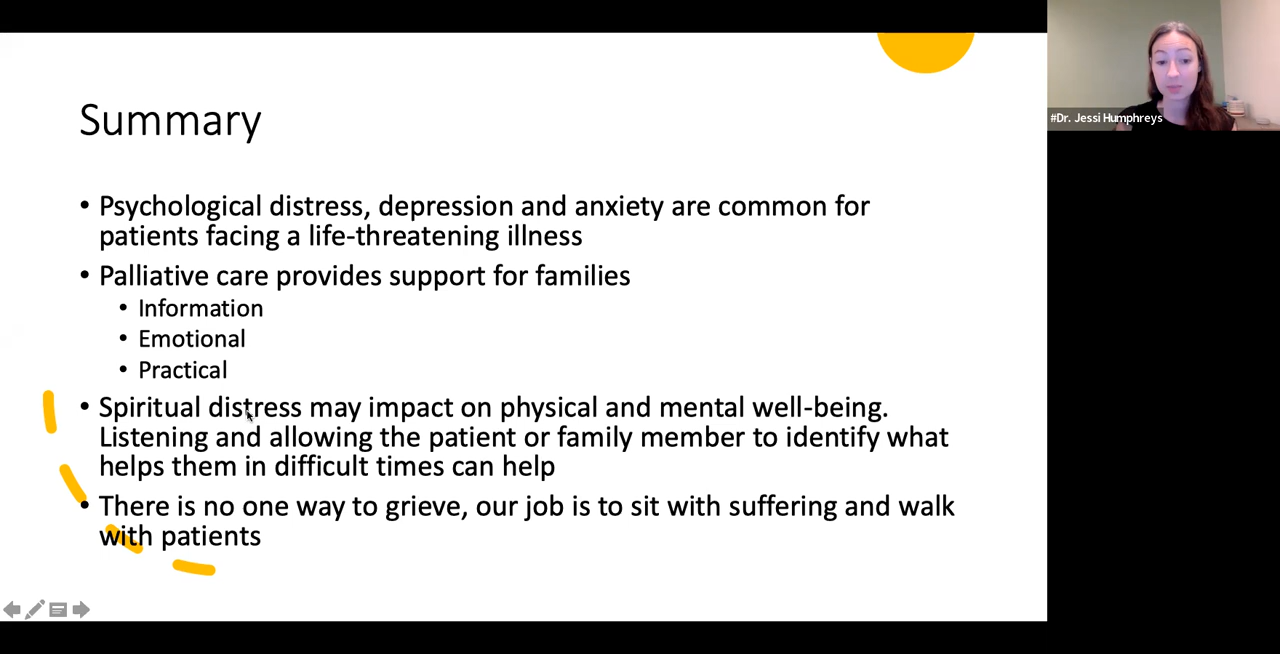 Summary
• Psychological distress, depression and anxiety are common for
patients facing a life-threatening illness
• Palliative care provides support for families
• Information
• Emotional
• Practical
• Spiritual distress may impact on physical and mental well-being.
Listening and allowing the patient or family member to identify what
helps them in difficult times can help
• There is no one way to grieve, our job is to sit with suffering and walk
with patients
#Dr. Jessi Humphreys